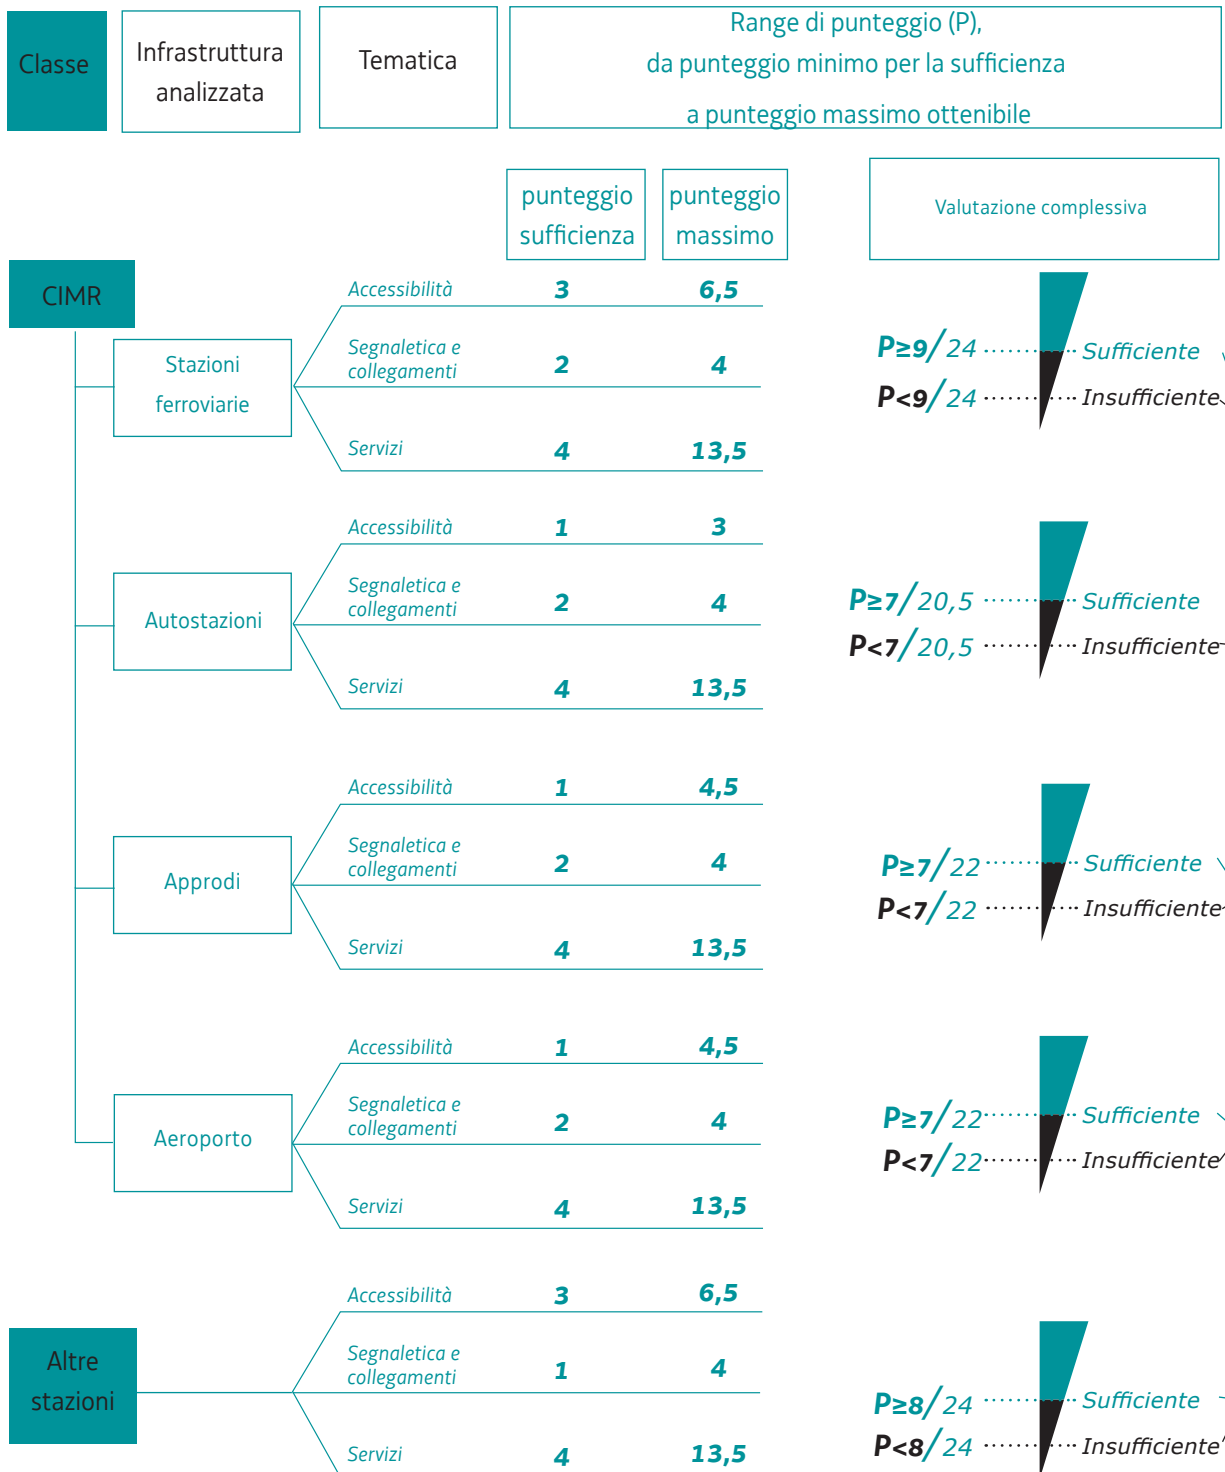 Classe
Infrastruttura
analizzata
Tematica
Range di punteggio (P),
da punteggio minimo per la sufficienza
a punteggio massimo ottenibile
punteggio
sufficienza
punteggio
massimo
Valutazione complessiva
CIMR
Stazioni
ferroviarie
Accessibilità 3 6,5
Segnaletica e
collegamenti 2 4
Servizi 4 13,5
P≥9/24 Sufficiente
P<9/24 Insufficiente
Autostazioni
Accessibilità 1 3
Segnaletica e
collegamenti 2 4
Servizi 4 13,5
P≥7/20,5 Sufficiente
P<7/20,5 Insufficiente
Approdi
Accessibilità 1 4,5
Segnaletica e
collegamenti 2 4
Servizi 4 13,5
P≥7/22 Sufficiente
P<7/22 Insufficiente
Aeroporto
Accessibilità 1 4,5
Segnaletica e
collegamenti 2 4
Servizi 4 13,5
P≥7/22 Sufficiente
P<7/22 Insufficiente
Altre
stazioni
Accessibilità 3 6,5
Segnaletica e
collegamenti 1 4
Servizi 4 13,5
P≥8/24 Sufficiente
P<8/24 Insufficiente